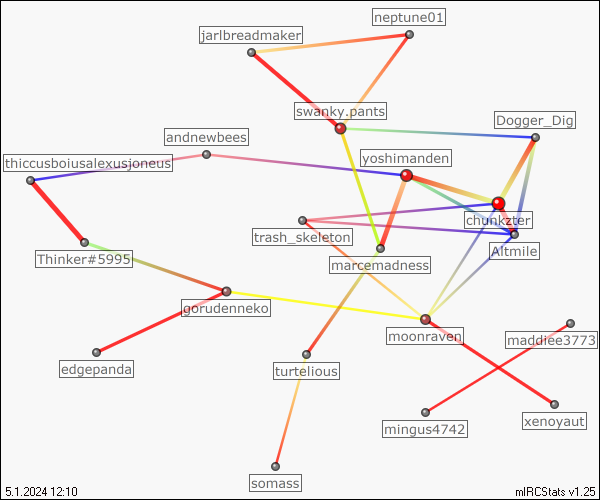 neptune01
jarlbreadmaker
swanky.pants
Dogger_Dig
andnewbees
yoshimanden
thiccusboiusalexusjoneus
chunkzter
trash_skeleton
Altmile
Thinker#5995
marcemadness
gorudenneko
moonraven
maddiee3773
edgepanda
turtelious
xenoyaut
mingus4742
somass
5.1.2024 12:10
mIRCStats v1.25